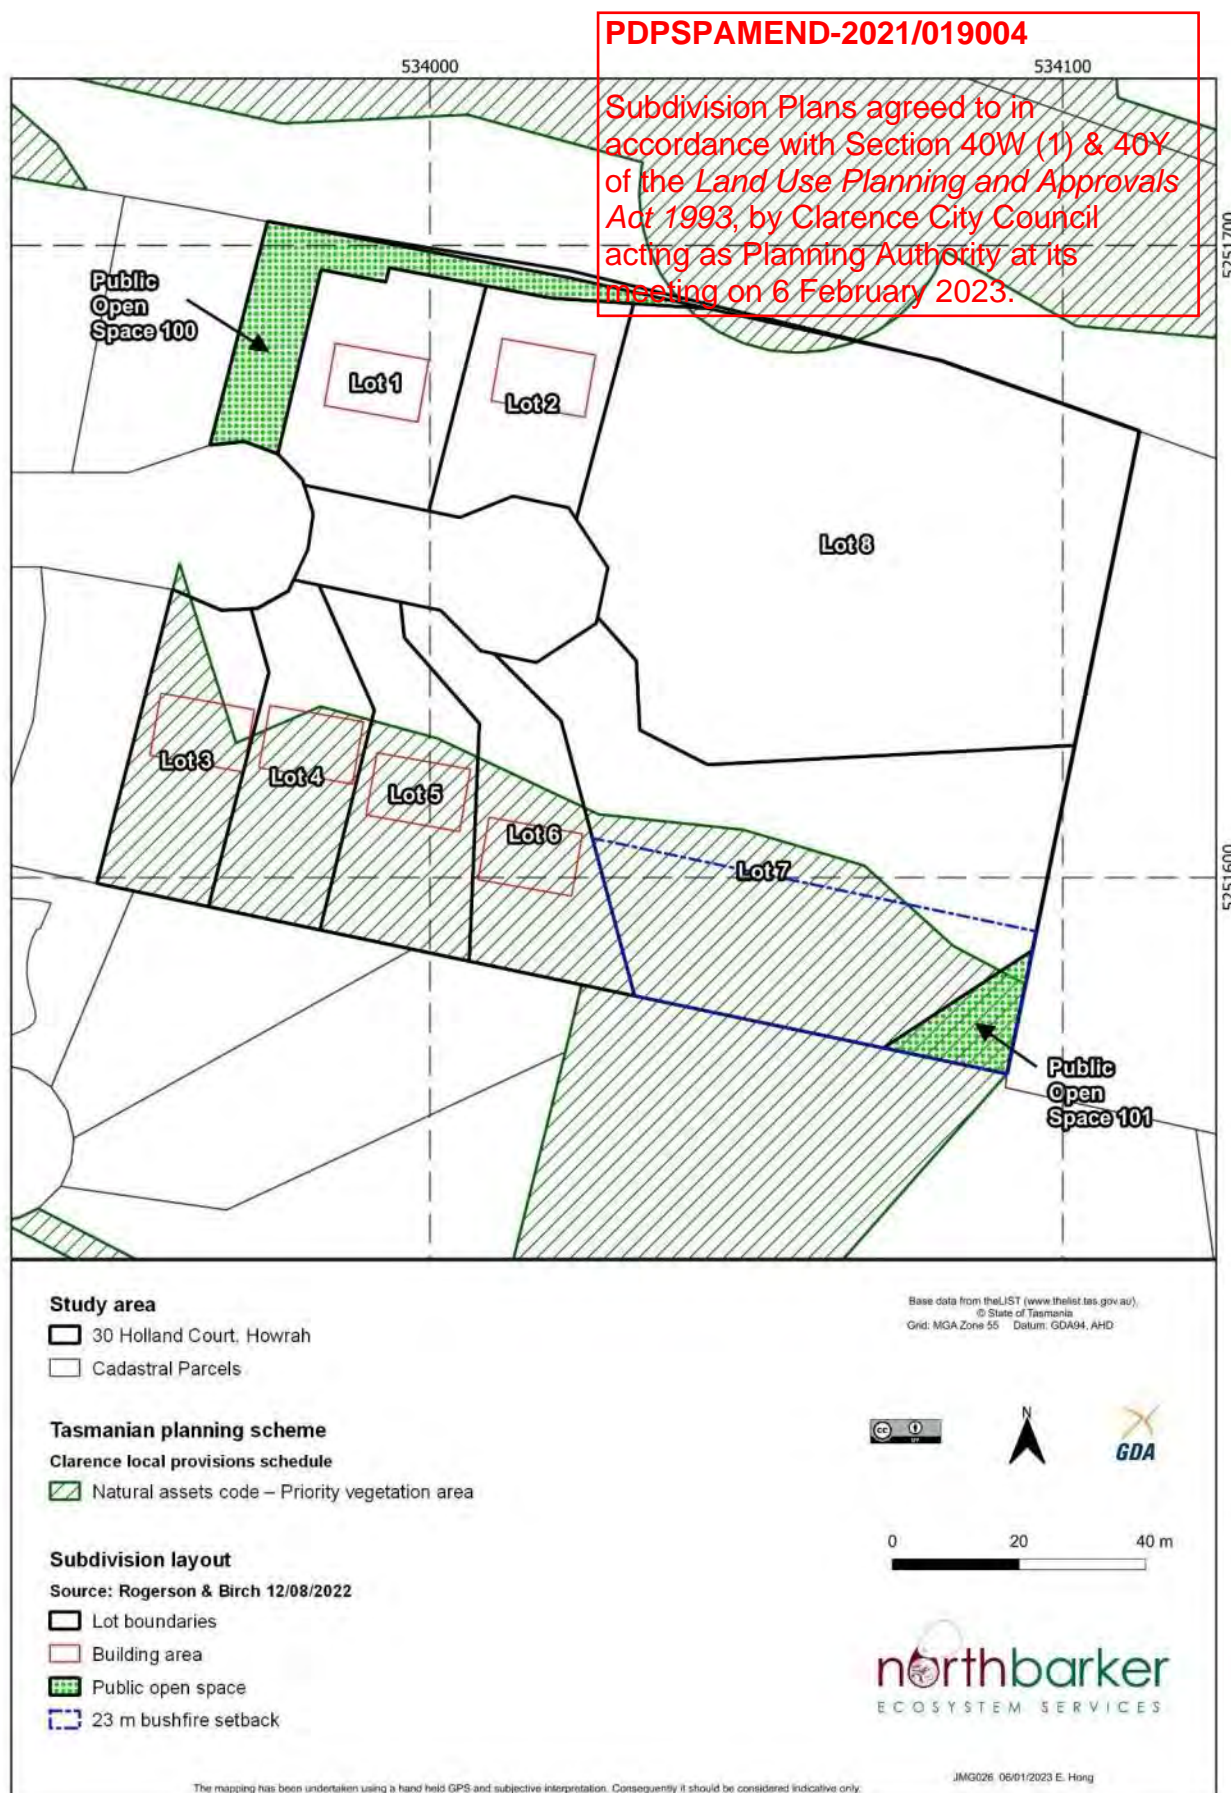 PDPSPAMEND-2021/019004
Subdivision Plans agreed to in
accordance with Section 40W (1) & 40Y
of the Land Use Planning and Approvals
Act 1993, by Clarence City Council
acting as Planning Authority at its
meeting on 6 February 2023.
534000
534100
5251700
Public
Open
Space 100
Lot 1
Lot 2
Lot 8
Lot 3
Lot 4
Lot 5
Lot 6
Lot 7
5251600
Public
Open
Space 101
Study area
30 Holland Court, Howrah
Cadastral Parcels
Tasmanian planning scheme
Clarence local provisions schedule
Natural assets code – Priority vegetation area
Subdivision layout
Source: Rogerson & Birch 12/08/2022
Lot boundaries
Building area
Public open space
23 m bushfire setback
Base data from theLIST (www.thelist.tas.gov.au),
© State of Tasmania
Grid: MGA Zone 55 Datum: GDA94, AHD
cc
BY
N
GDA
0 20 40 m
northbarker
ECOSYSTEM SERVICES
JMG026 06/01/2023 E. Hong
The mapping has been undertaken using a hand held GPS and subjective interpretation. Consequently it should be considered indicative only.